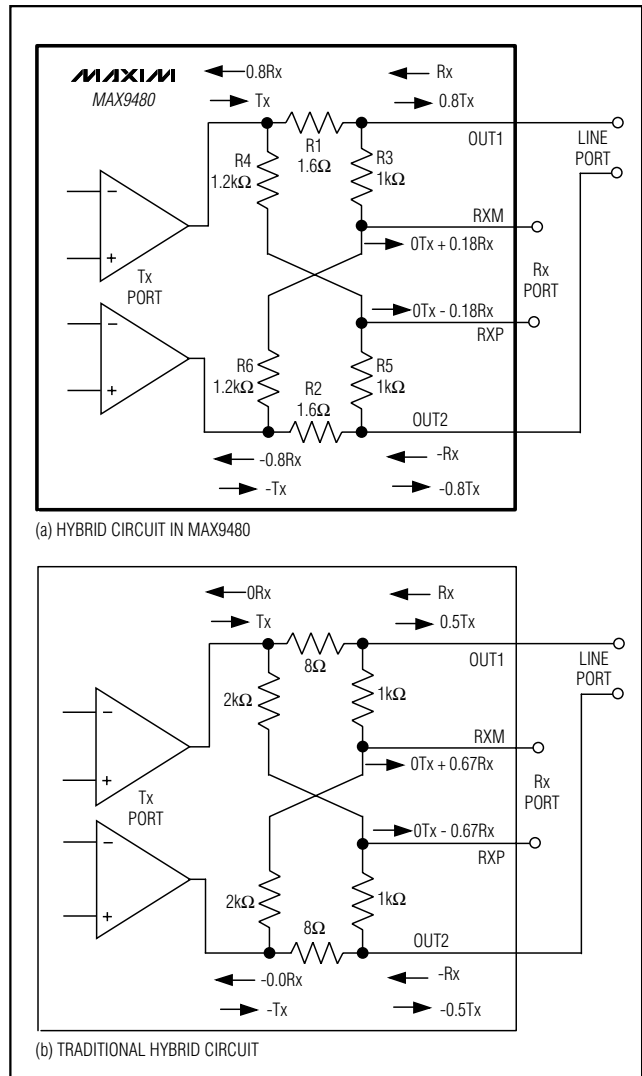 MAXIM
MAX9480
0.8Rx
Rx
Tx
0.8Tx
R1
1.6Ω
OUT1
LINE
PORT
R4
1.2kΩ
R3
1kΩ
RXM
0Tx + 0.18Rx
Tx
PORT
Rx
PORT
0Tx - 0.18Rx
RXP
R6
1.2kΩ
R2
1.6Ω
R5
1kΩ
OUT2
-0.8Rx
-Rx
-Tx
-0.8Tx
(a) HYBRID CIRCUIT IN MAX9480
0Rx
Rx
Tx
0.5Tx
8Ω
OUT1
LINE
PORT
2kΩ
1kΩ
RXM
0Tx + 0.67Rx
Tx
PORT
Rx
PORT
0Tx - 0.67Rx
RXP
2kΩ
1kΩ
8Ω
OUT2
-0.0Rx
-Rx
-Tx
-0.5Tx
(b) TRADITIONAL HYBRID CIRCUIT